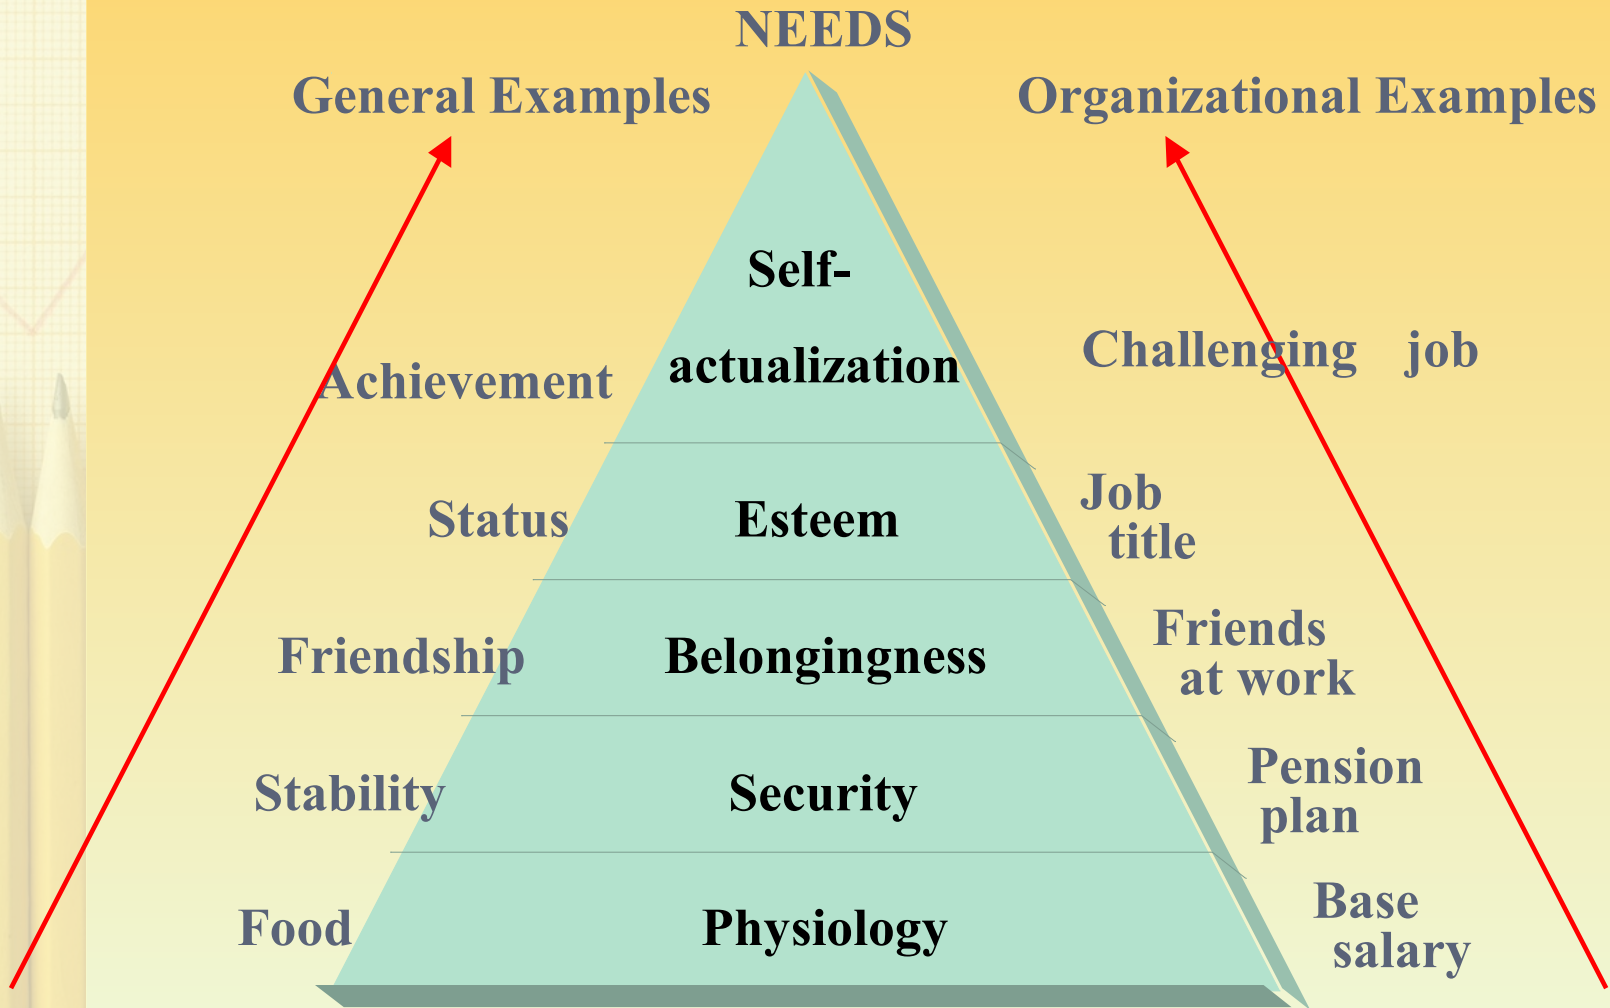 NEEDS
General Examples
Organizational Examples
Self-
actualization
Achievement
Challenging job
Status
Esteem
Job
title
Friendship
Belongingness
Friends
at work
Stability
Security
Pension
plan
Food
Physiology
Base
salary